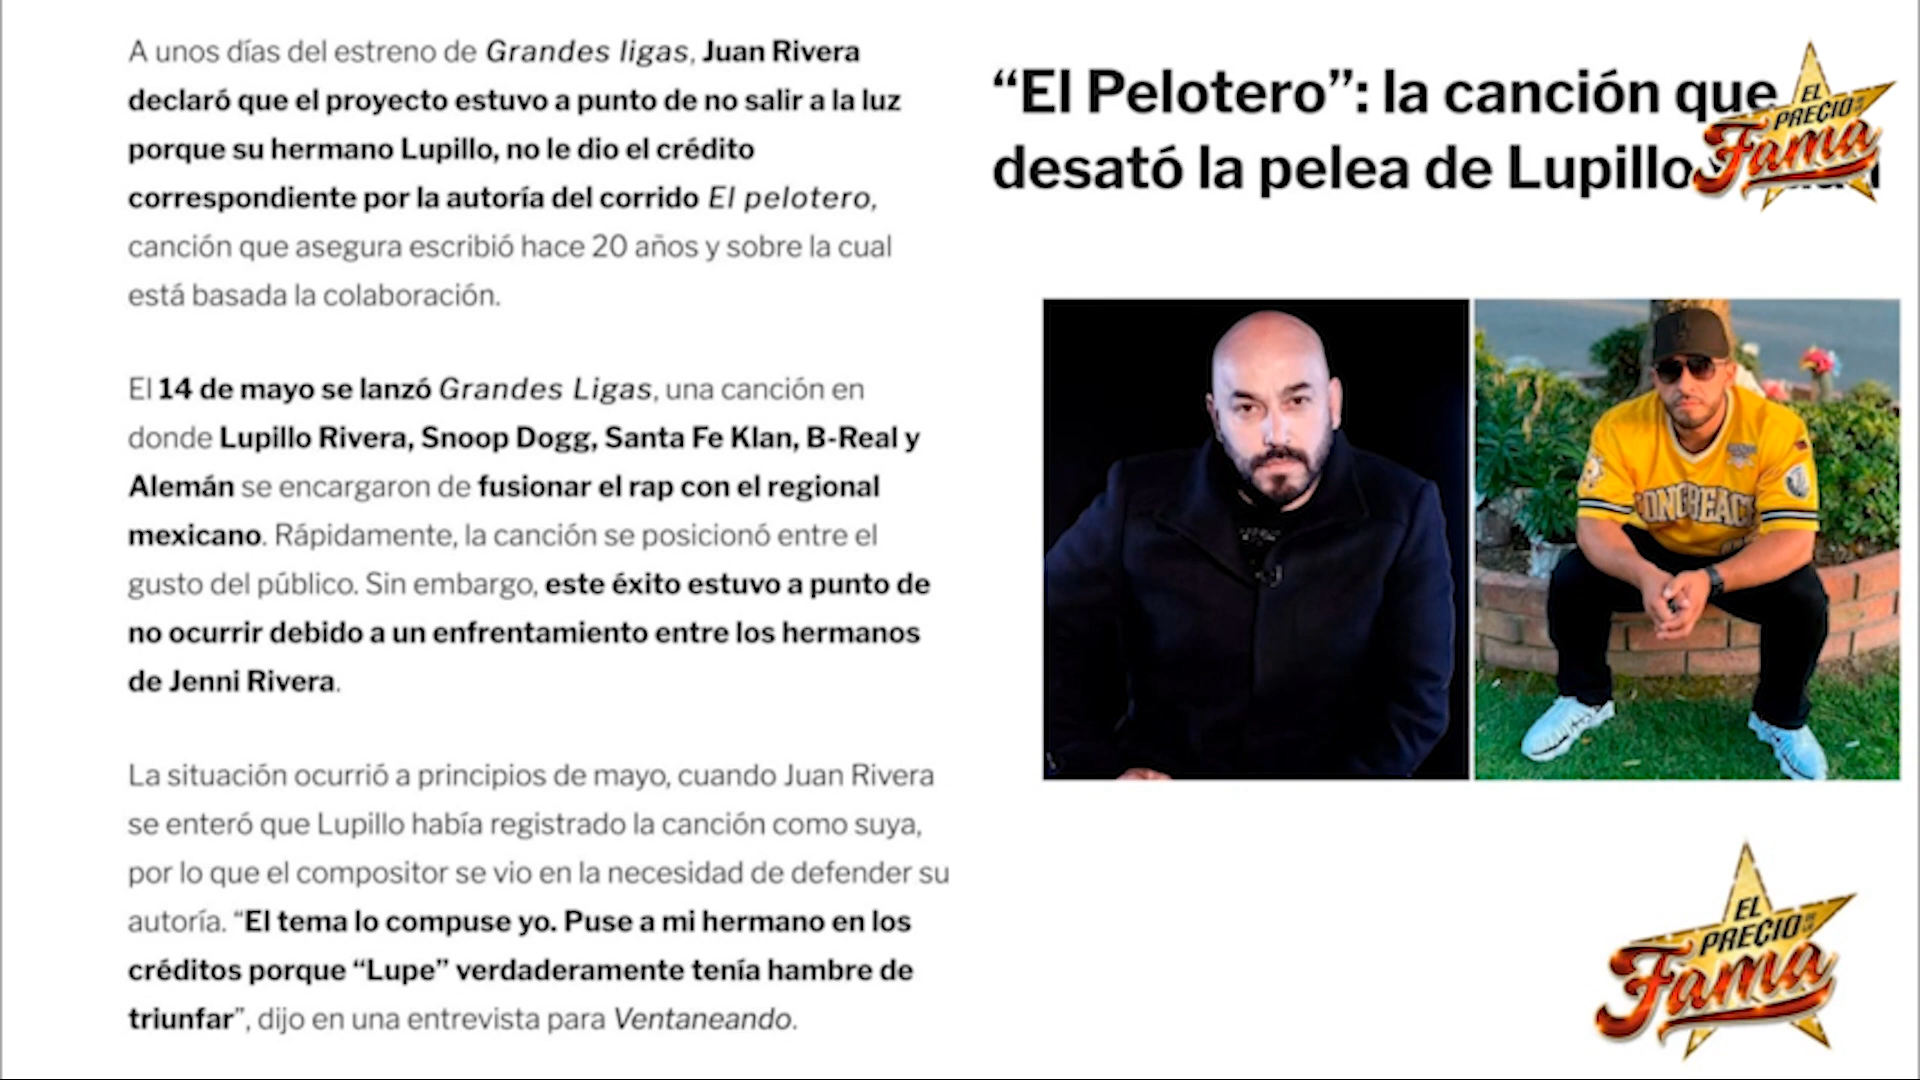 A unos días del estreno de Grandes ligas, Juan Rivera
declaró que el proyecto estuvo a punto de no salir a la luz
porque su hermano Lupillo, no le dio el crédito
correspondiente por la autoría del corrido El pelotero,
canción que asegura escribió hace 20 años y sobre la cual
está basada la colaboración.
El 14 de mayo se lanzó Grandes Ligas, una canción en
donde Lupillo Rivera, Snoop Dogg, Santa Fe Klan, B-Real y
Alemán se encargaron de fusionar el rap con el regional
mexicano. Rápidamente, la canción se posicionó entre el
gusto del público. Sin embargo, este éxito estuvo a punto de
no ocurrir debido a un enfrentamiento entre los hermanos
de Jenni Rivera.
La situación ocurrió a principios de mayo, cuando Juan Rivera
se enteró que Lupillo había registrado la canción como suya,
por lo que el compositor se vio en la necesidad de defender su
autoría. “El tema lo compuse yo. Puse a mi hermano en los
créditos porque “Lupe” verdaderamente tenía hambre de
triunfar”, dijo en una entrevista para Ventaneando.
“El Pelotero”: la canción que
desató la pelea de Lupillo
EL
PRECIO DE LA
Fama
EL
PRECIO DE LA
Fama